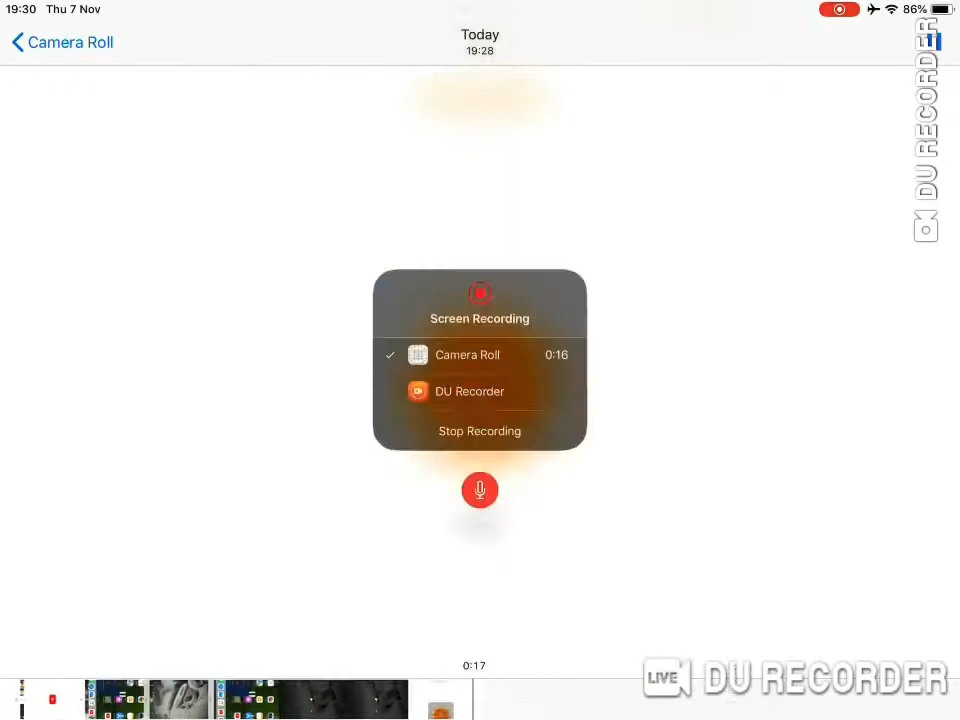 19:30 Thu 7 Nov
86%
Camera Roll
Today
19:28
DU RECORDER
Screen Recording
Camera Roll 0:16
DU Recorder
Stop Recording
0:17
LIVE DU RECORDER